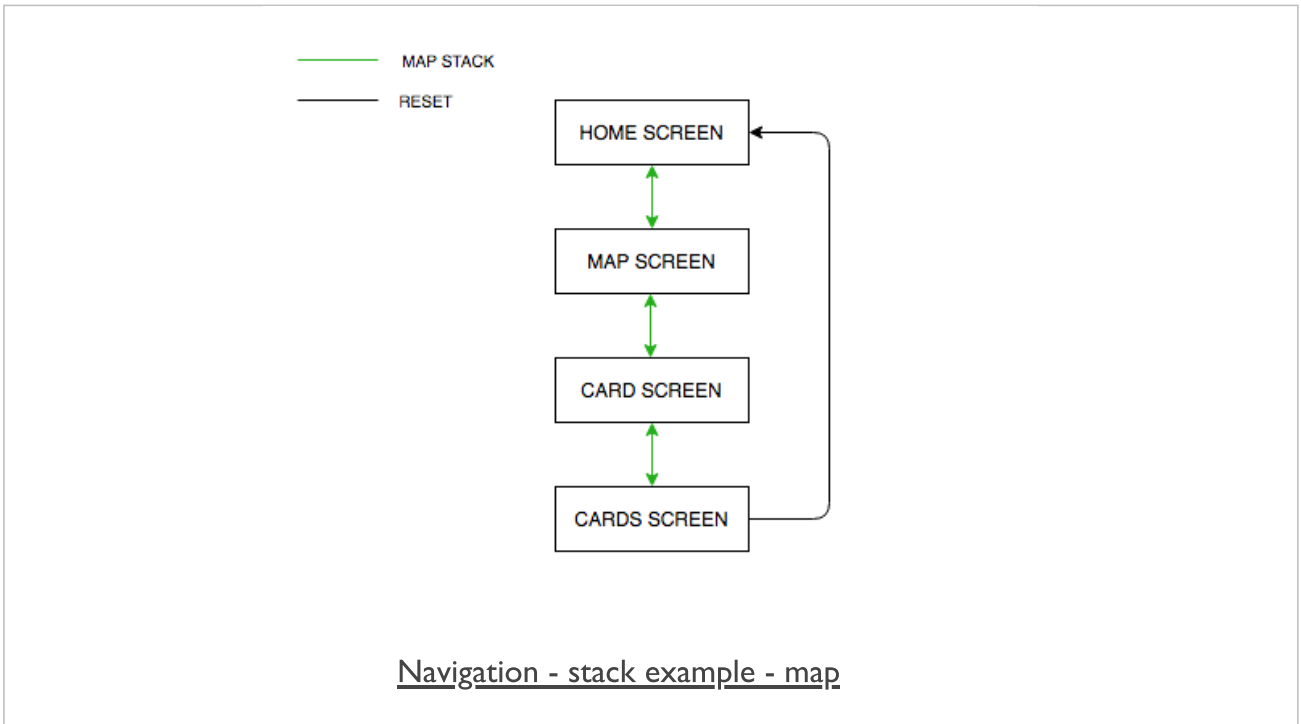 MAP STACK
RESET
HOME SCREEN
MAP SCREEN
CARD SCREEN
CARDS SCREEN
Navigation - stack example - map